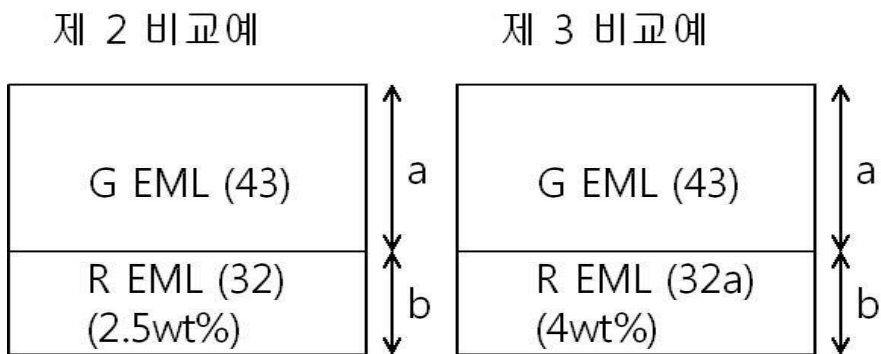 제 2 비교예
G EML (43)
a
R EML (32)
(2.5wt%)
b
제 3 비교예
G EML (43)
a
R EML (32a)
(4wt%)
b